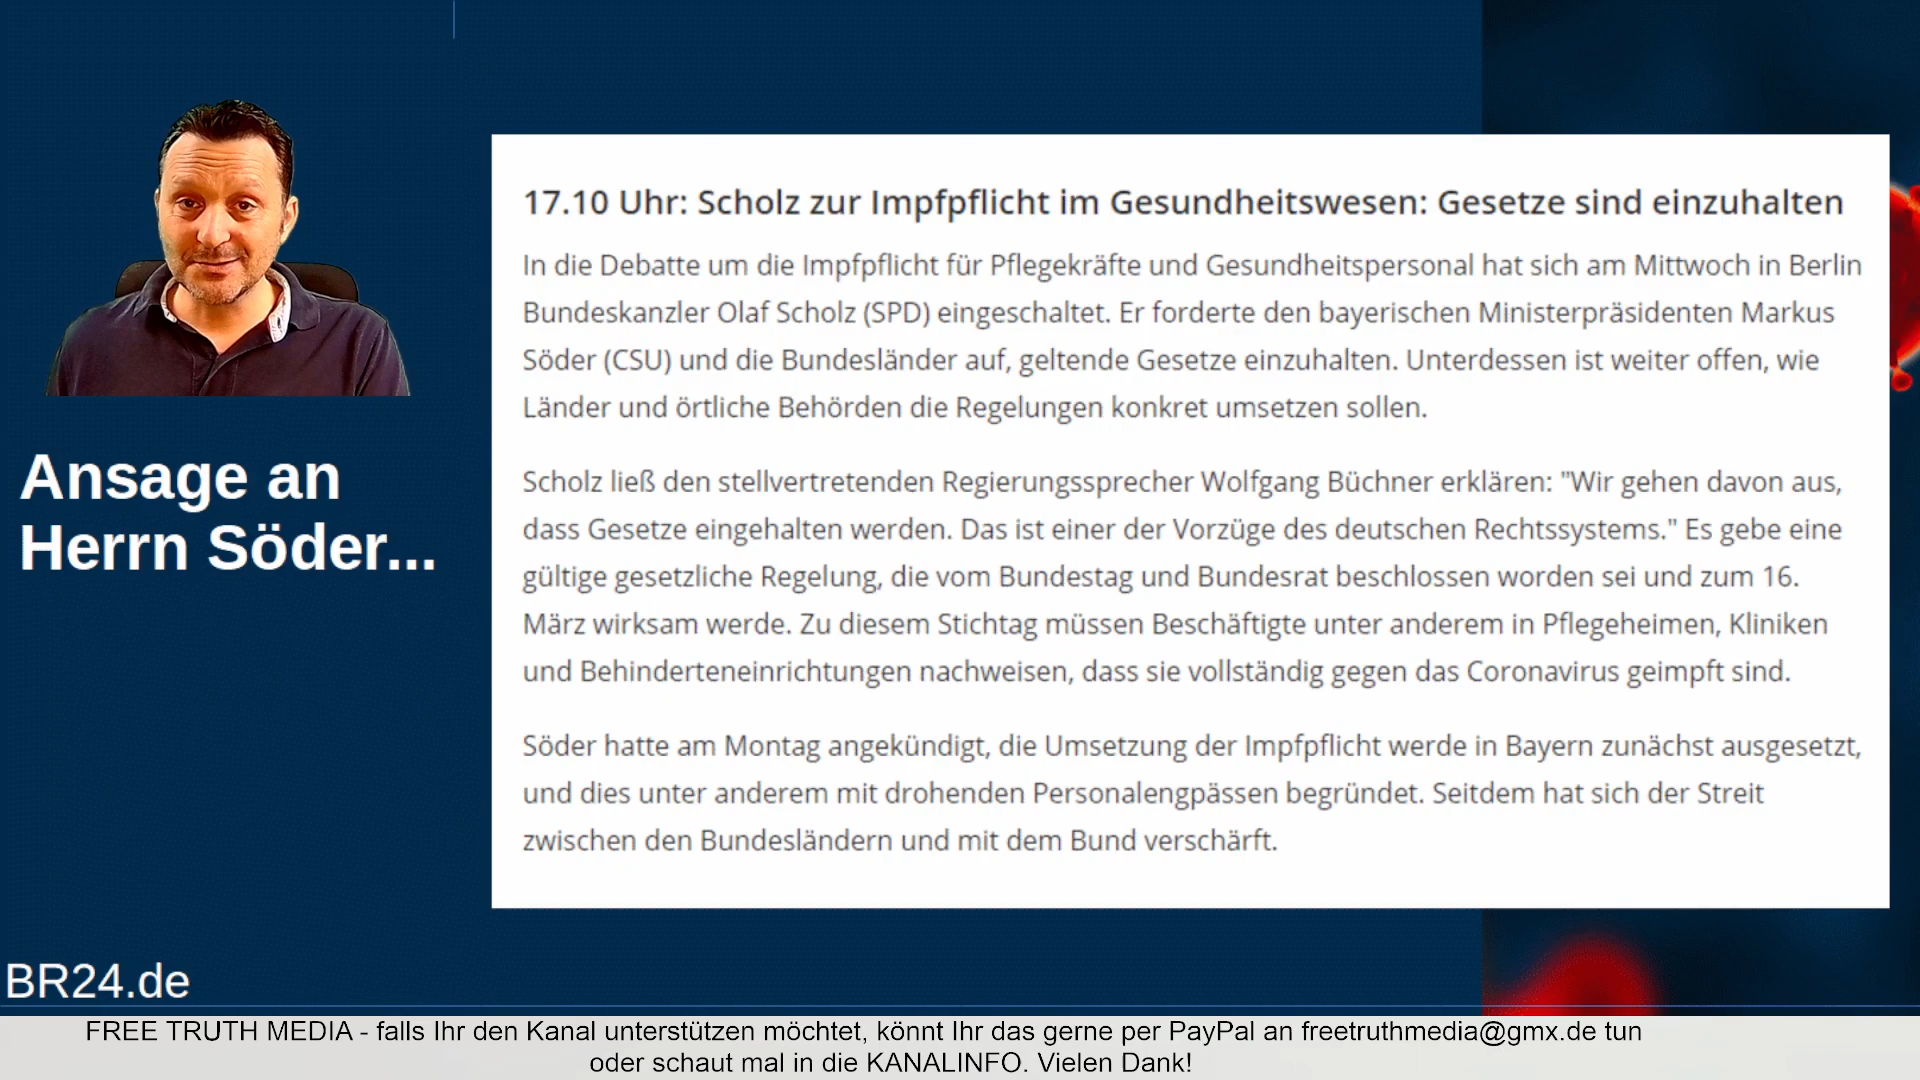 Ansage an
Herrn Söder...
17.10 Uhr: Scholz zur Impfpflicht im Gesundheitswesen: Gesetze sind einzuhalten
In die Debatte um die Impfpflicht für Pflegekräfte und Gesundheitspersonal hat sich am Mittwoch in Berlin
Bundeskanzler Olaf Scholz (SPD) eingeschaltet. Er forderte den bayerischen Ministerpräsidenten Markus
Söder (CSU) und die Bundesländer auf, geltende Gesetze einzuhalten. Unterdessen ist weiter offen, wie
Länder und örtliche Behörden die Regelungen konkret umsetzen sollen.
Scholz ließ den stellvertretenden Regierungssprecher Wolfgang Büchner erklären: "Wir gehen davon aus,
dass Gesetze eingehalten werden. Das ist einer der Vorzüge des deutschen Rechtssystems." Es gebe eine
gültige gesetzliche Regelung, die vom Bundestag und Bundesrat beschlossen worden sei und zum 16.
März wirksam werde. Zu diesem Stichtag müssen Beschäftigte unter anderem in Pflegeheimen, Kliniken
und Behinderteneinrichtungen nachweisen, dass sie vollständig gegen das Coronavirus geimpft sind.
Söder hatte am Montag angekündigt, die Umsetzung der Impfpflicht werde in Bayern zunächst ausgesetzt,
und dies unter anderem mit drohenden Personalengpässen begründet. Seitdem hat sich der Streit
zwischen den Bundesländern und mit dem Bund verschärft.
BR24.de
FREE TRUTH MEDIA - falls Ihr den Kanal unterstützen möchtet, könnt Ihr das gerne per PayPal an freetruthmedia@gmx.de tun
oder schaut mal in die KANALINFO. Vielen Dank!